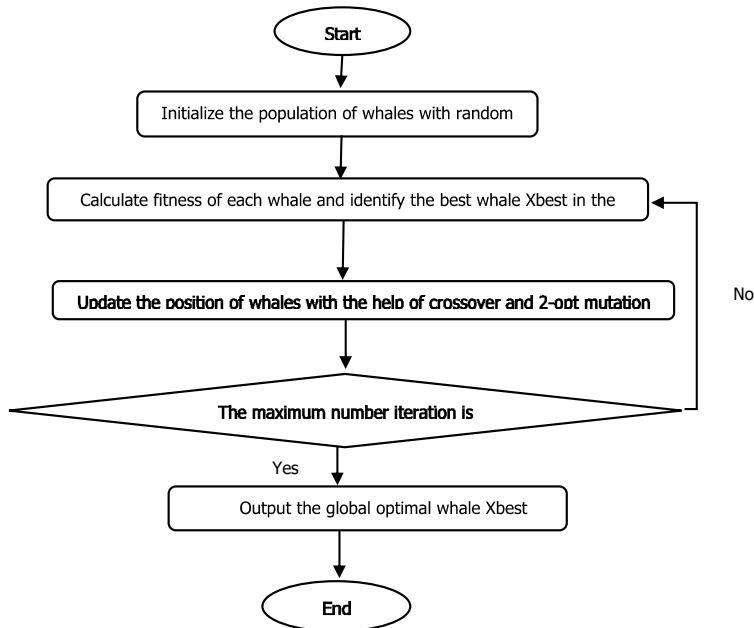 Start
Initialize the population of whales with random
Calculate fitness of each whale and identify the best whale Xbest in the
Update the position of whales with the help of crossover and 2-opt mutation
No
The maximum number iteration is
Yes
Output the global optimal whale Xbest
End